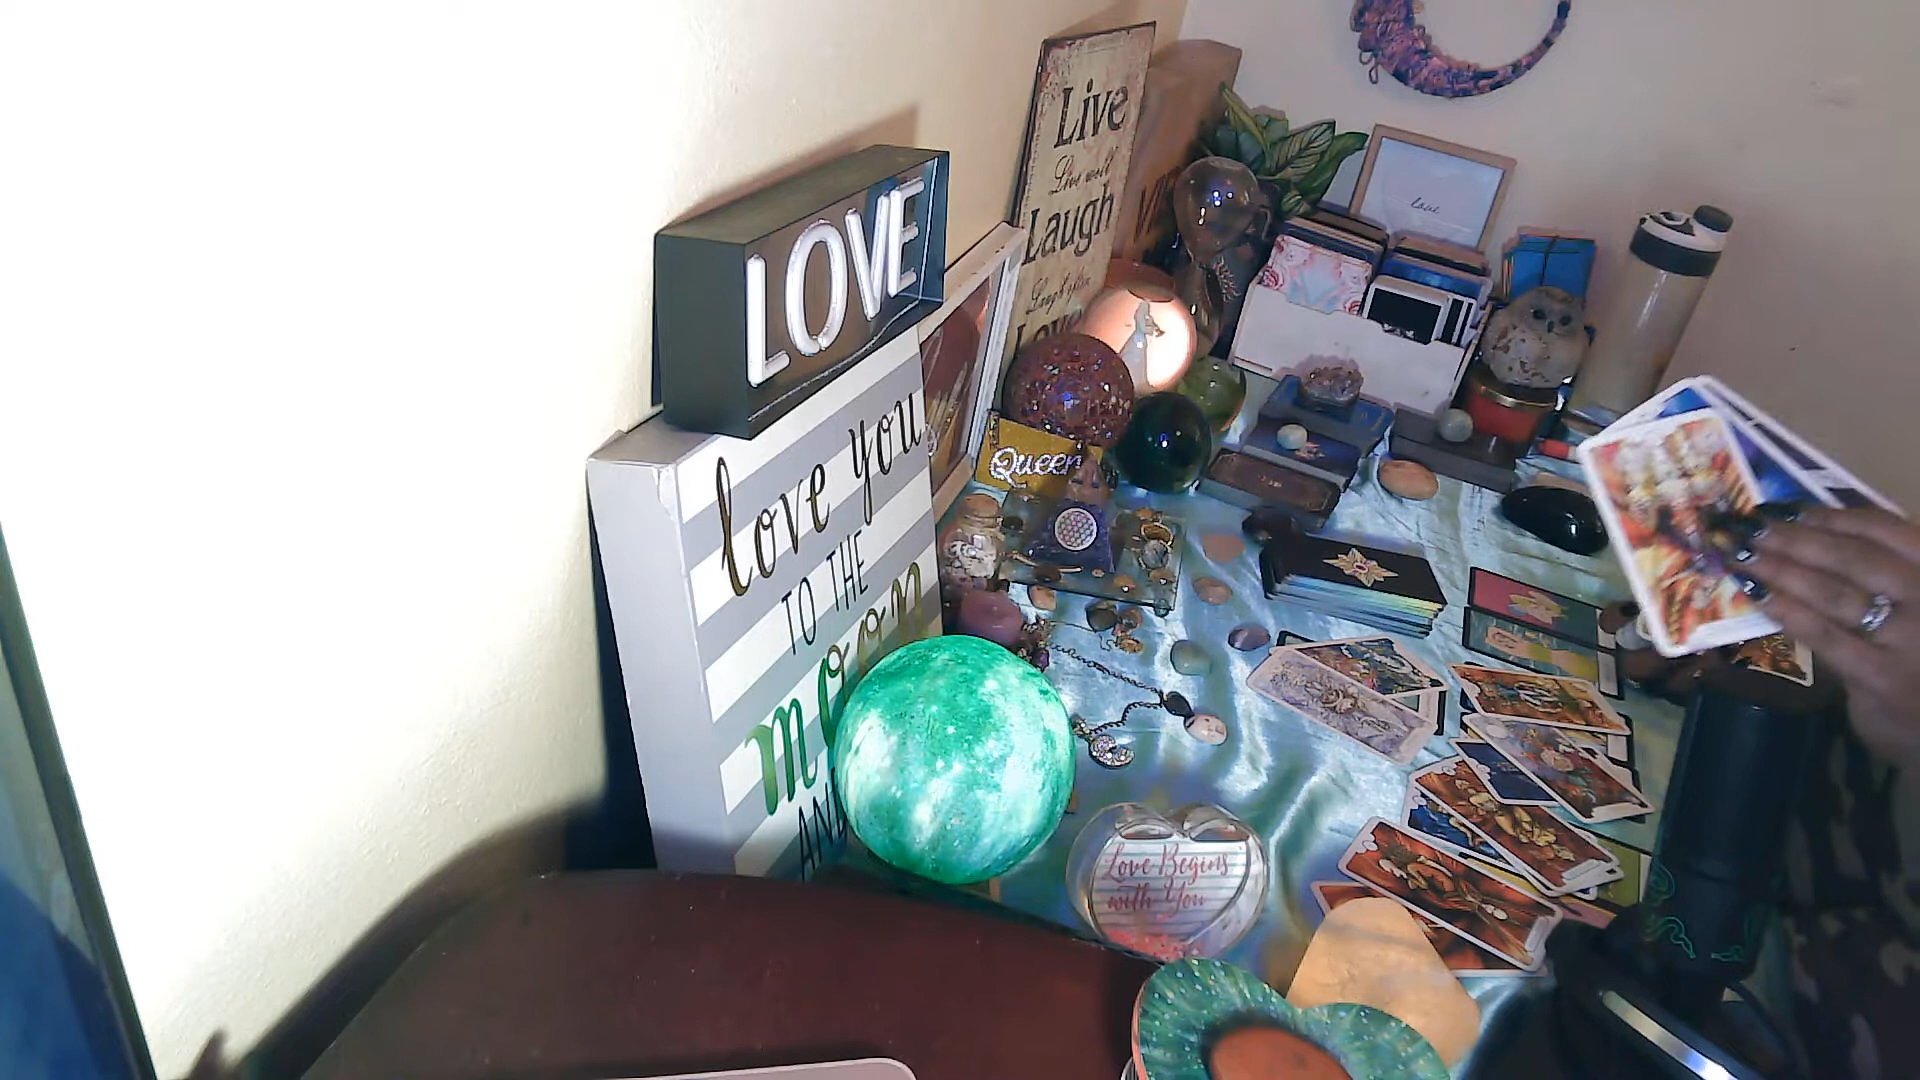 LOVE
love you
TO THE
moon
AND
Live
Live well
Laugh
Laugh often
Love
love
Queen
Love Begins
with You